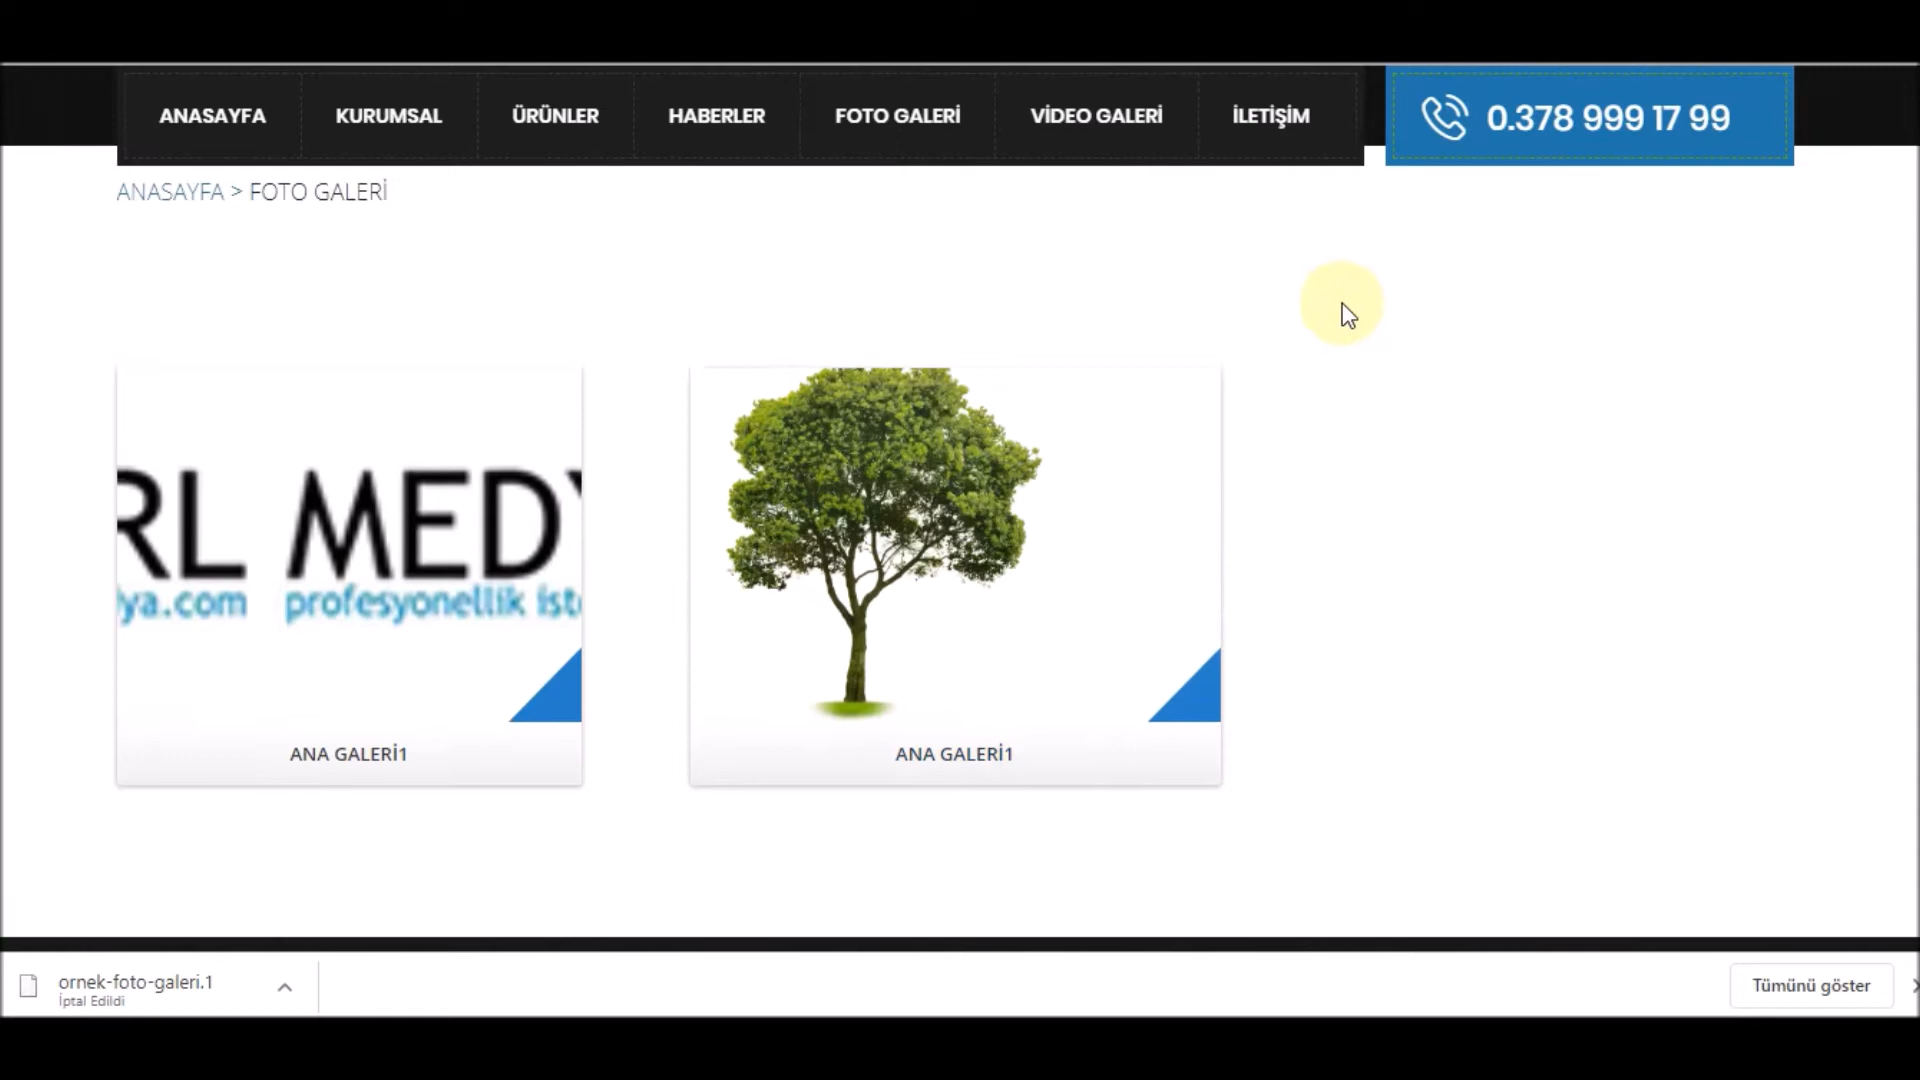 ANASAYFA
KURUMSAL
ÜRÜNLER
HABERLER
FOTO GALERİ
VİDEO GALERİ
İLETİŞİM
0.378 999 17 99
ANASAYFA > FOTO GALERİ
RL MEDY
ya.com profesyonellik iste
ANA GALERİ1
ANA GALERİ1
ornek-foto-galeri.1
İptal Edildi
Tümünü göster